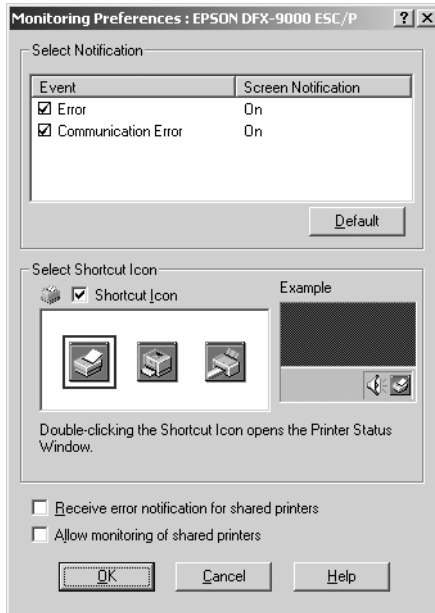 Monitoring Preferences : EPSON DFX-9000 ESC/P ? X
Select Notification
Event Screen Notification
Error On
Communication Error On
Default
Select Shortcut Icon
Shortcut Icon Example
Double-clicking the Shortcut Icon opens the Printer Status
Window.
Receive error notification for shared printers
Allow monitoring of shared printers
OK Cancel Help